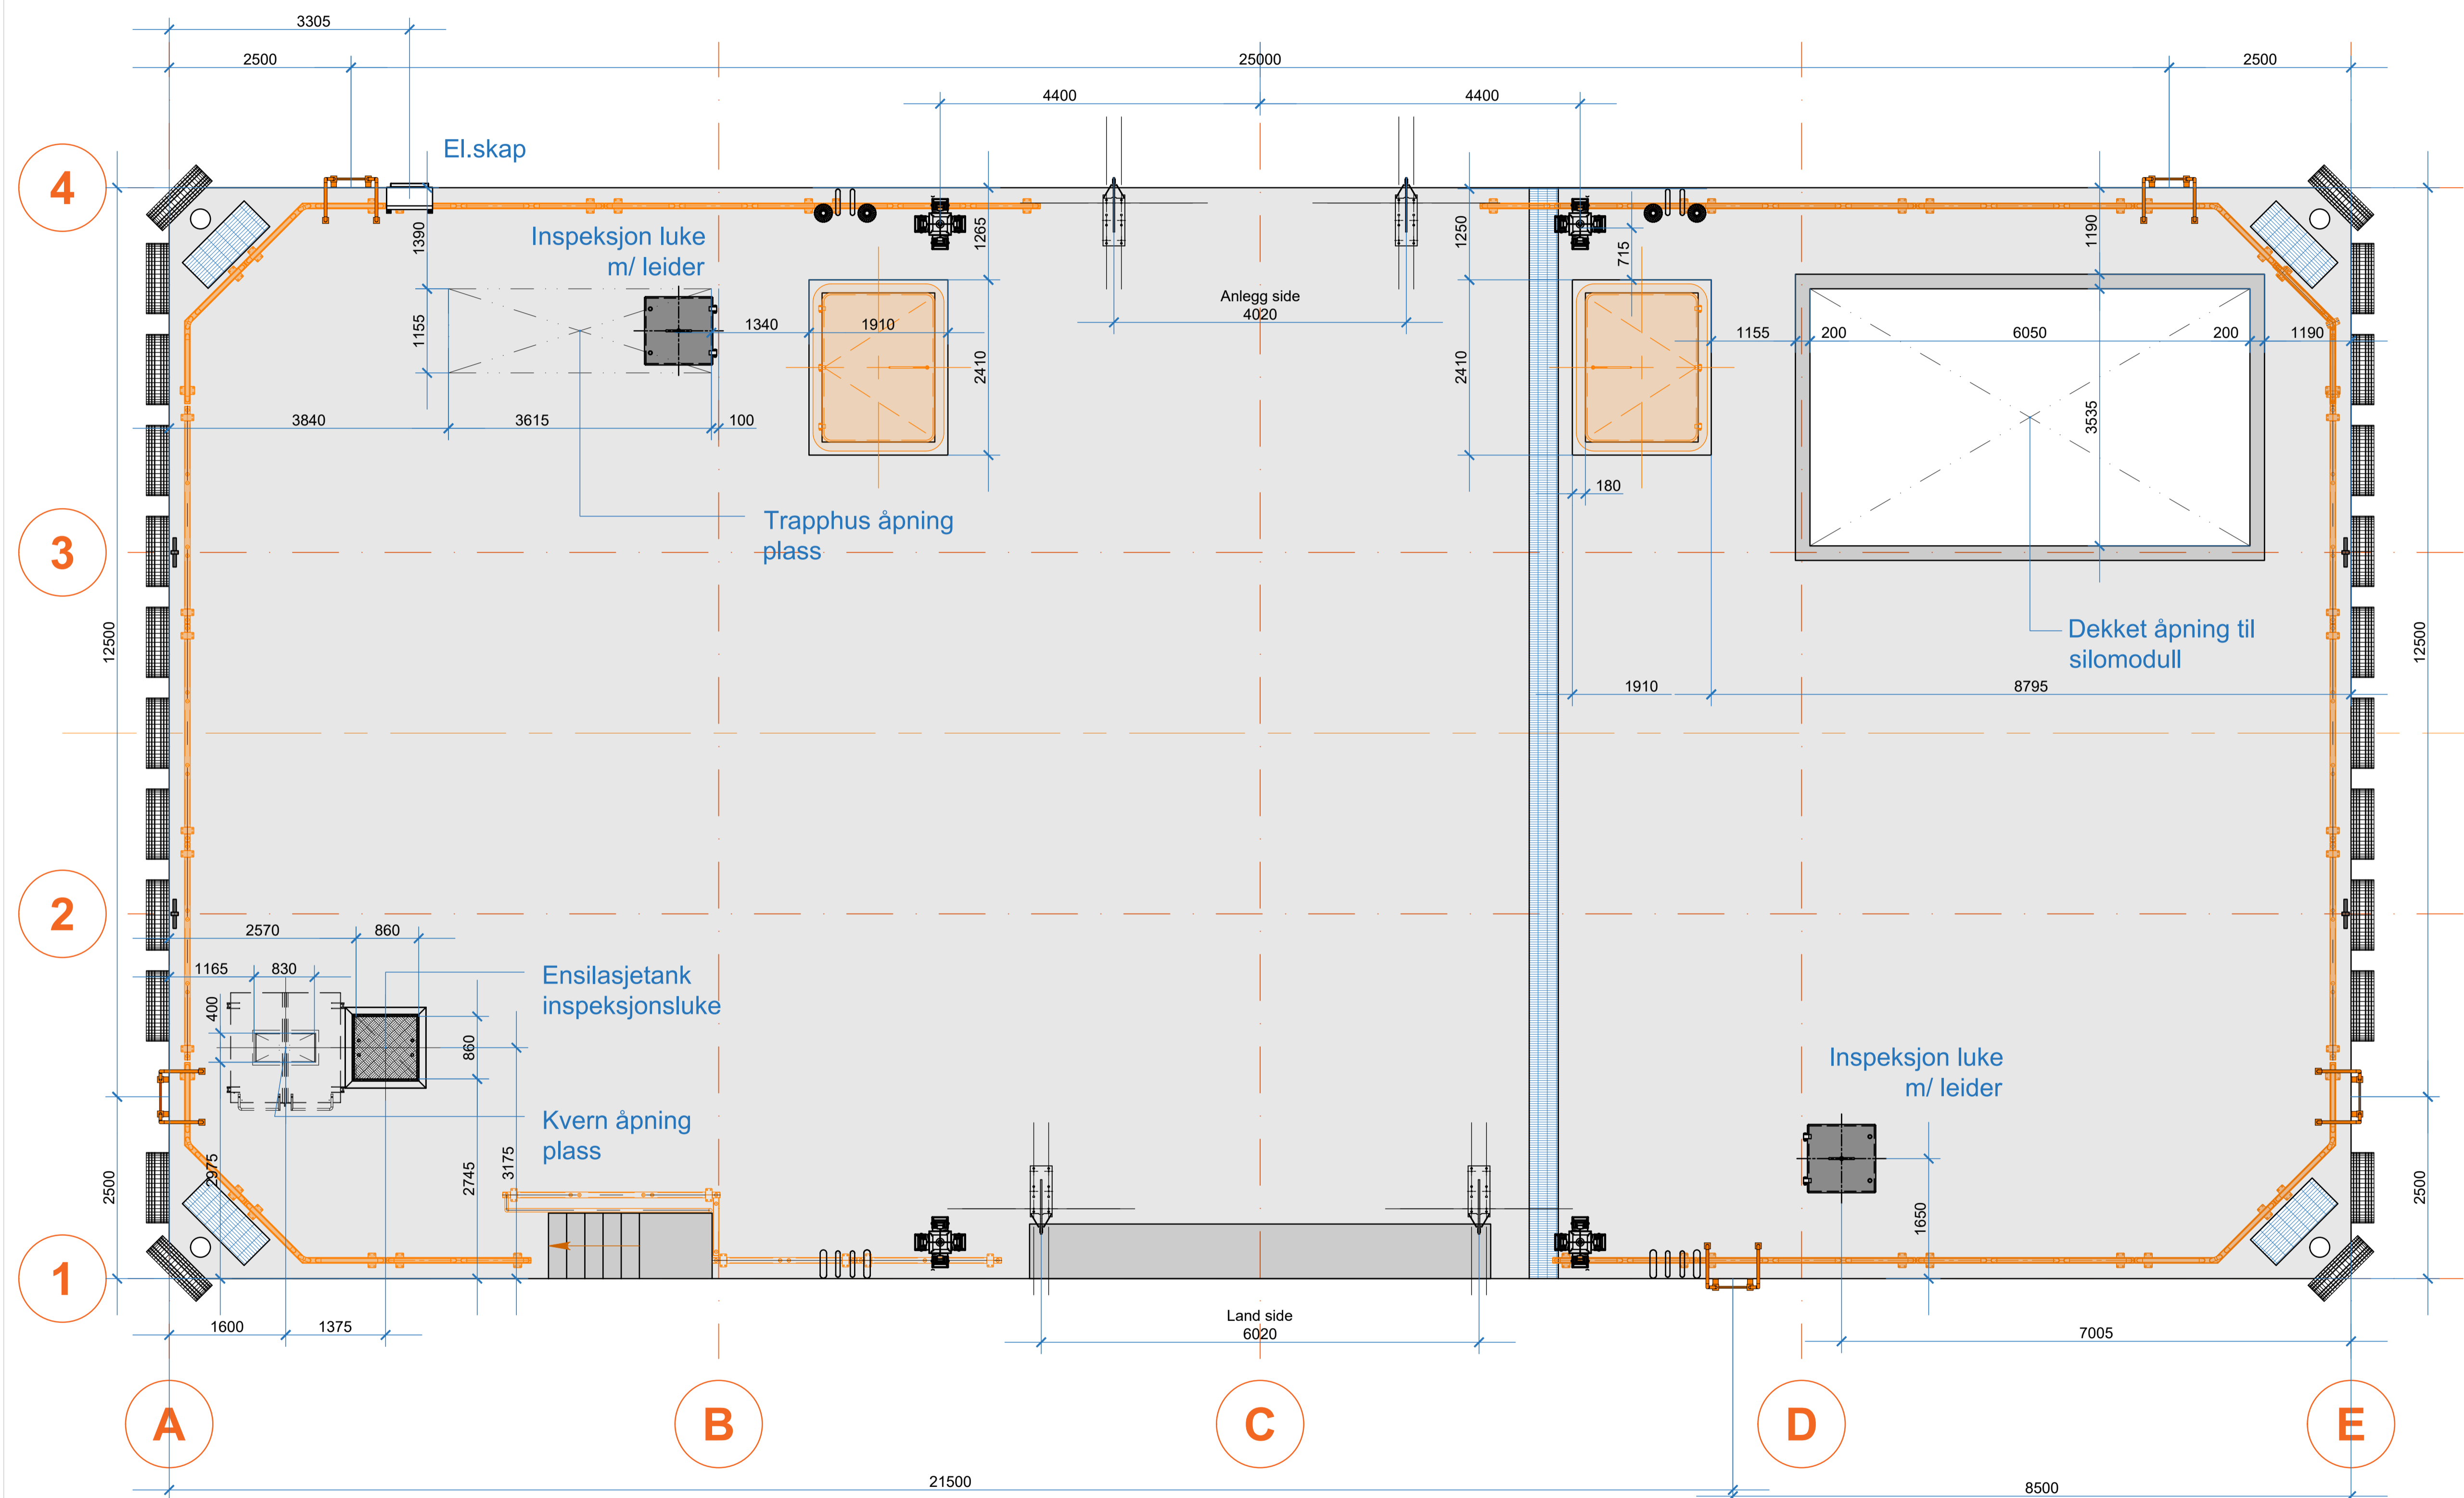 3305
2500
25000
2500
4400
4400
El.skap
4
1390
Inspeksjon luke
m/ leider
1265
1250
715
1190
Anlegg side
4020
1155
1340
1910
2410
2410
1155
200
6050
200
1190
3535
3840
3615
100
180
Trapphus åpning
plass
3
12500
12500
Dekket åpning til
silomodull
1910
8795
2
2570
860
1165
830
Ensilasjetank
inspeksjonsluke
400
860
Inspeksjon luke
m/ leider
Kvern åpning
plass
2975
2745
3175
2500
2500
1650
1
1600
1375
Land side
6020
7005
A
B
C
D
E
21500
8500